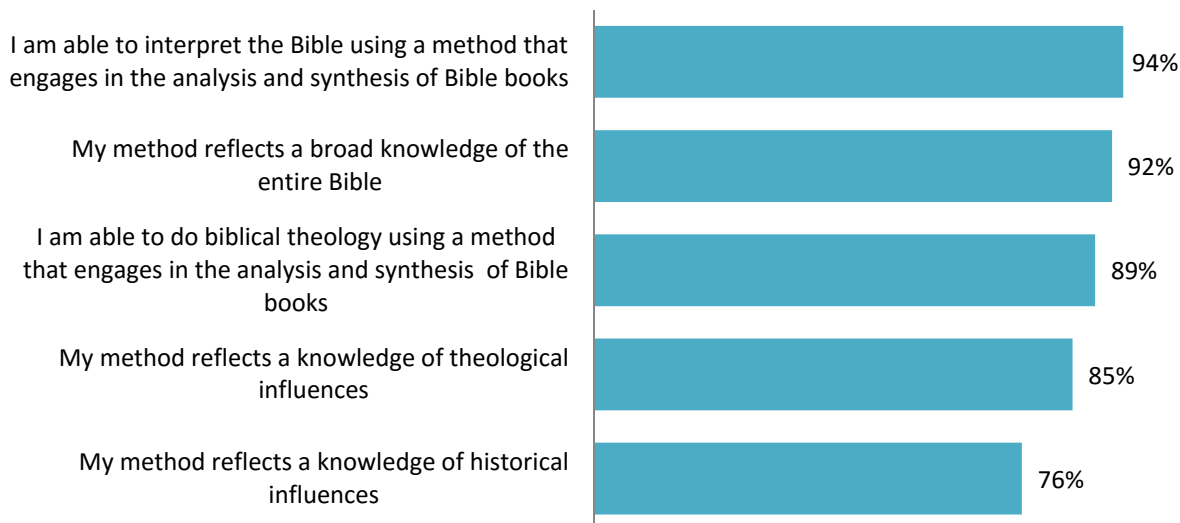 I am able to interpret the Bible using a method that
engages in the analysis and synthesis of Bible books
94%
My method reflects a broad knowledge of the
entire Bible
92%
I am able to do biblical theology using a method
that engages in the analysis and synthesis  of Bible
books
89%
My method reflects a knowledge of theological
influences
85%
My method reflects a knowledge of historical
influences
76%